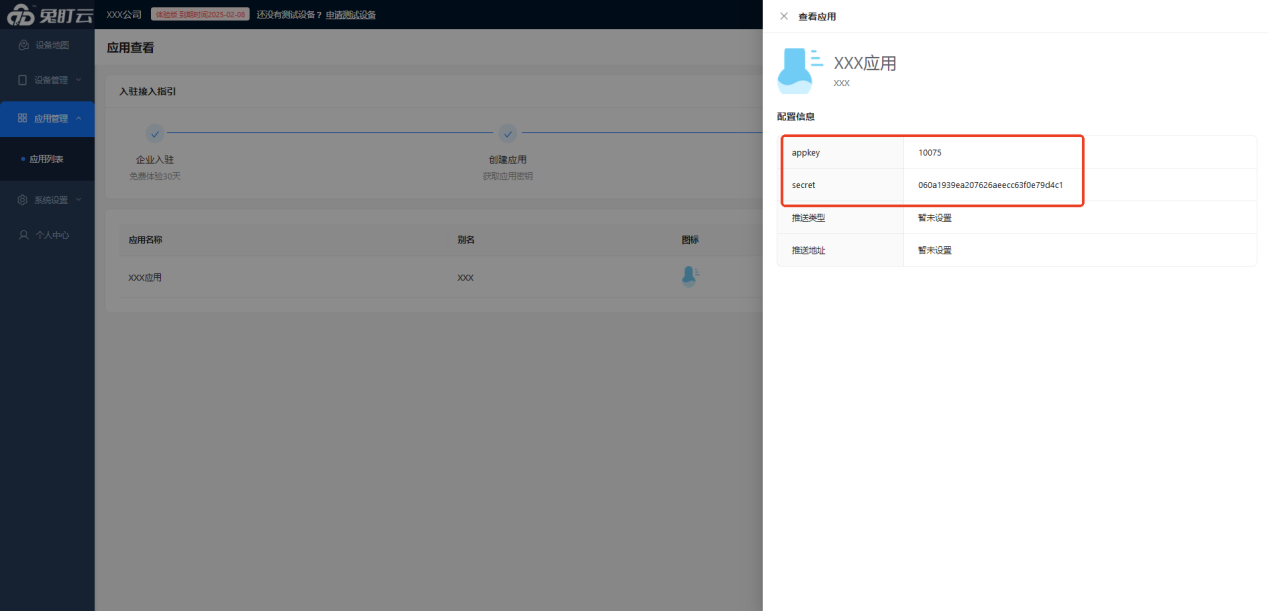 兔盯云
XXX公司 体验版 到期时间2025-02-08 还没有测试设备？申请测试设备
设备地图
设备管理
应用管理
应用列表
系统设置
个人中心
应用查看
入驻接入指引
企业入驻
免费体验30天
创建应用
获取应用密钥
应用名称 别名 图标
XXX应用 XXX
查看应用
XXX应用
XXX
配置信息
appkey 10075
secret 060a1939ea207626aeecc63f0e79d4c1
推送类型 暂未设置
推送地址 暂未设置